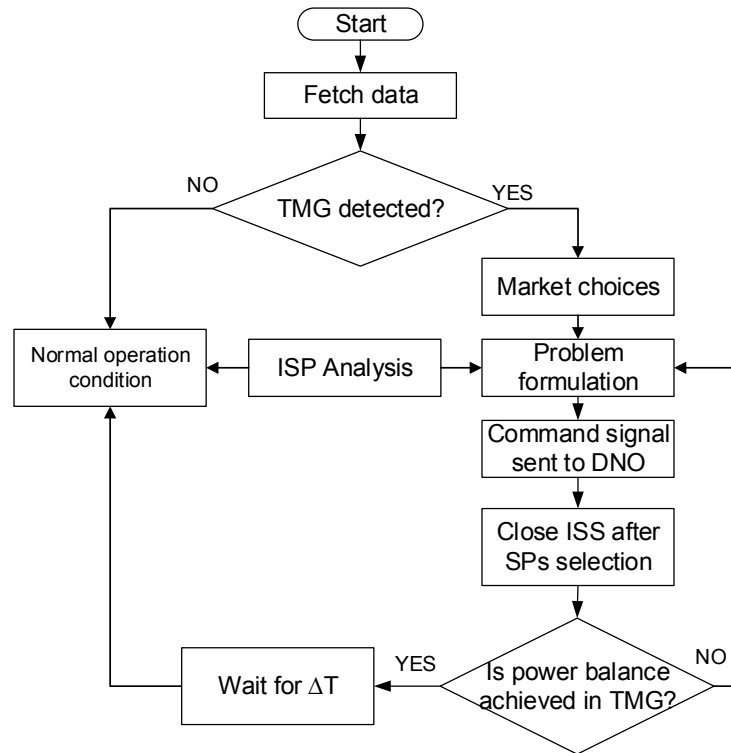 Start
Fetch data
NO
YES
TMG detected?
Market choices
Normal operation
condition
ISP Analysis
Problem
formulation
Command signal
sent to DNO
Close ISS after
SPs selection
Wait for ΔT
YES
Is power balance
achieved in TMG?
NO